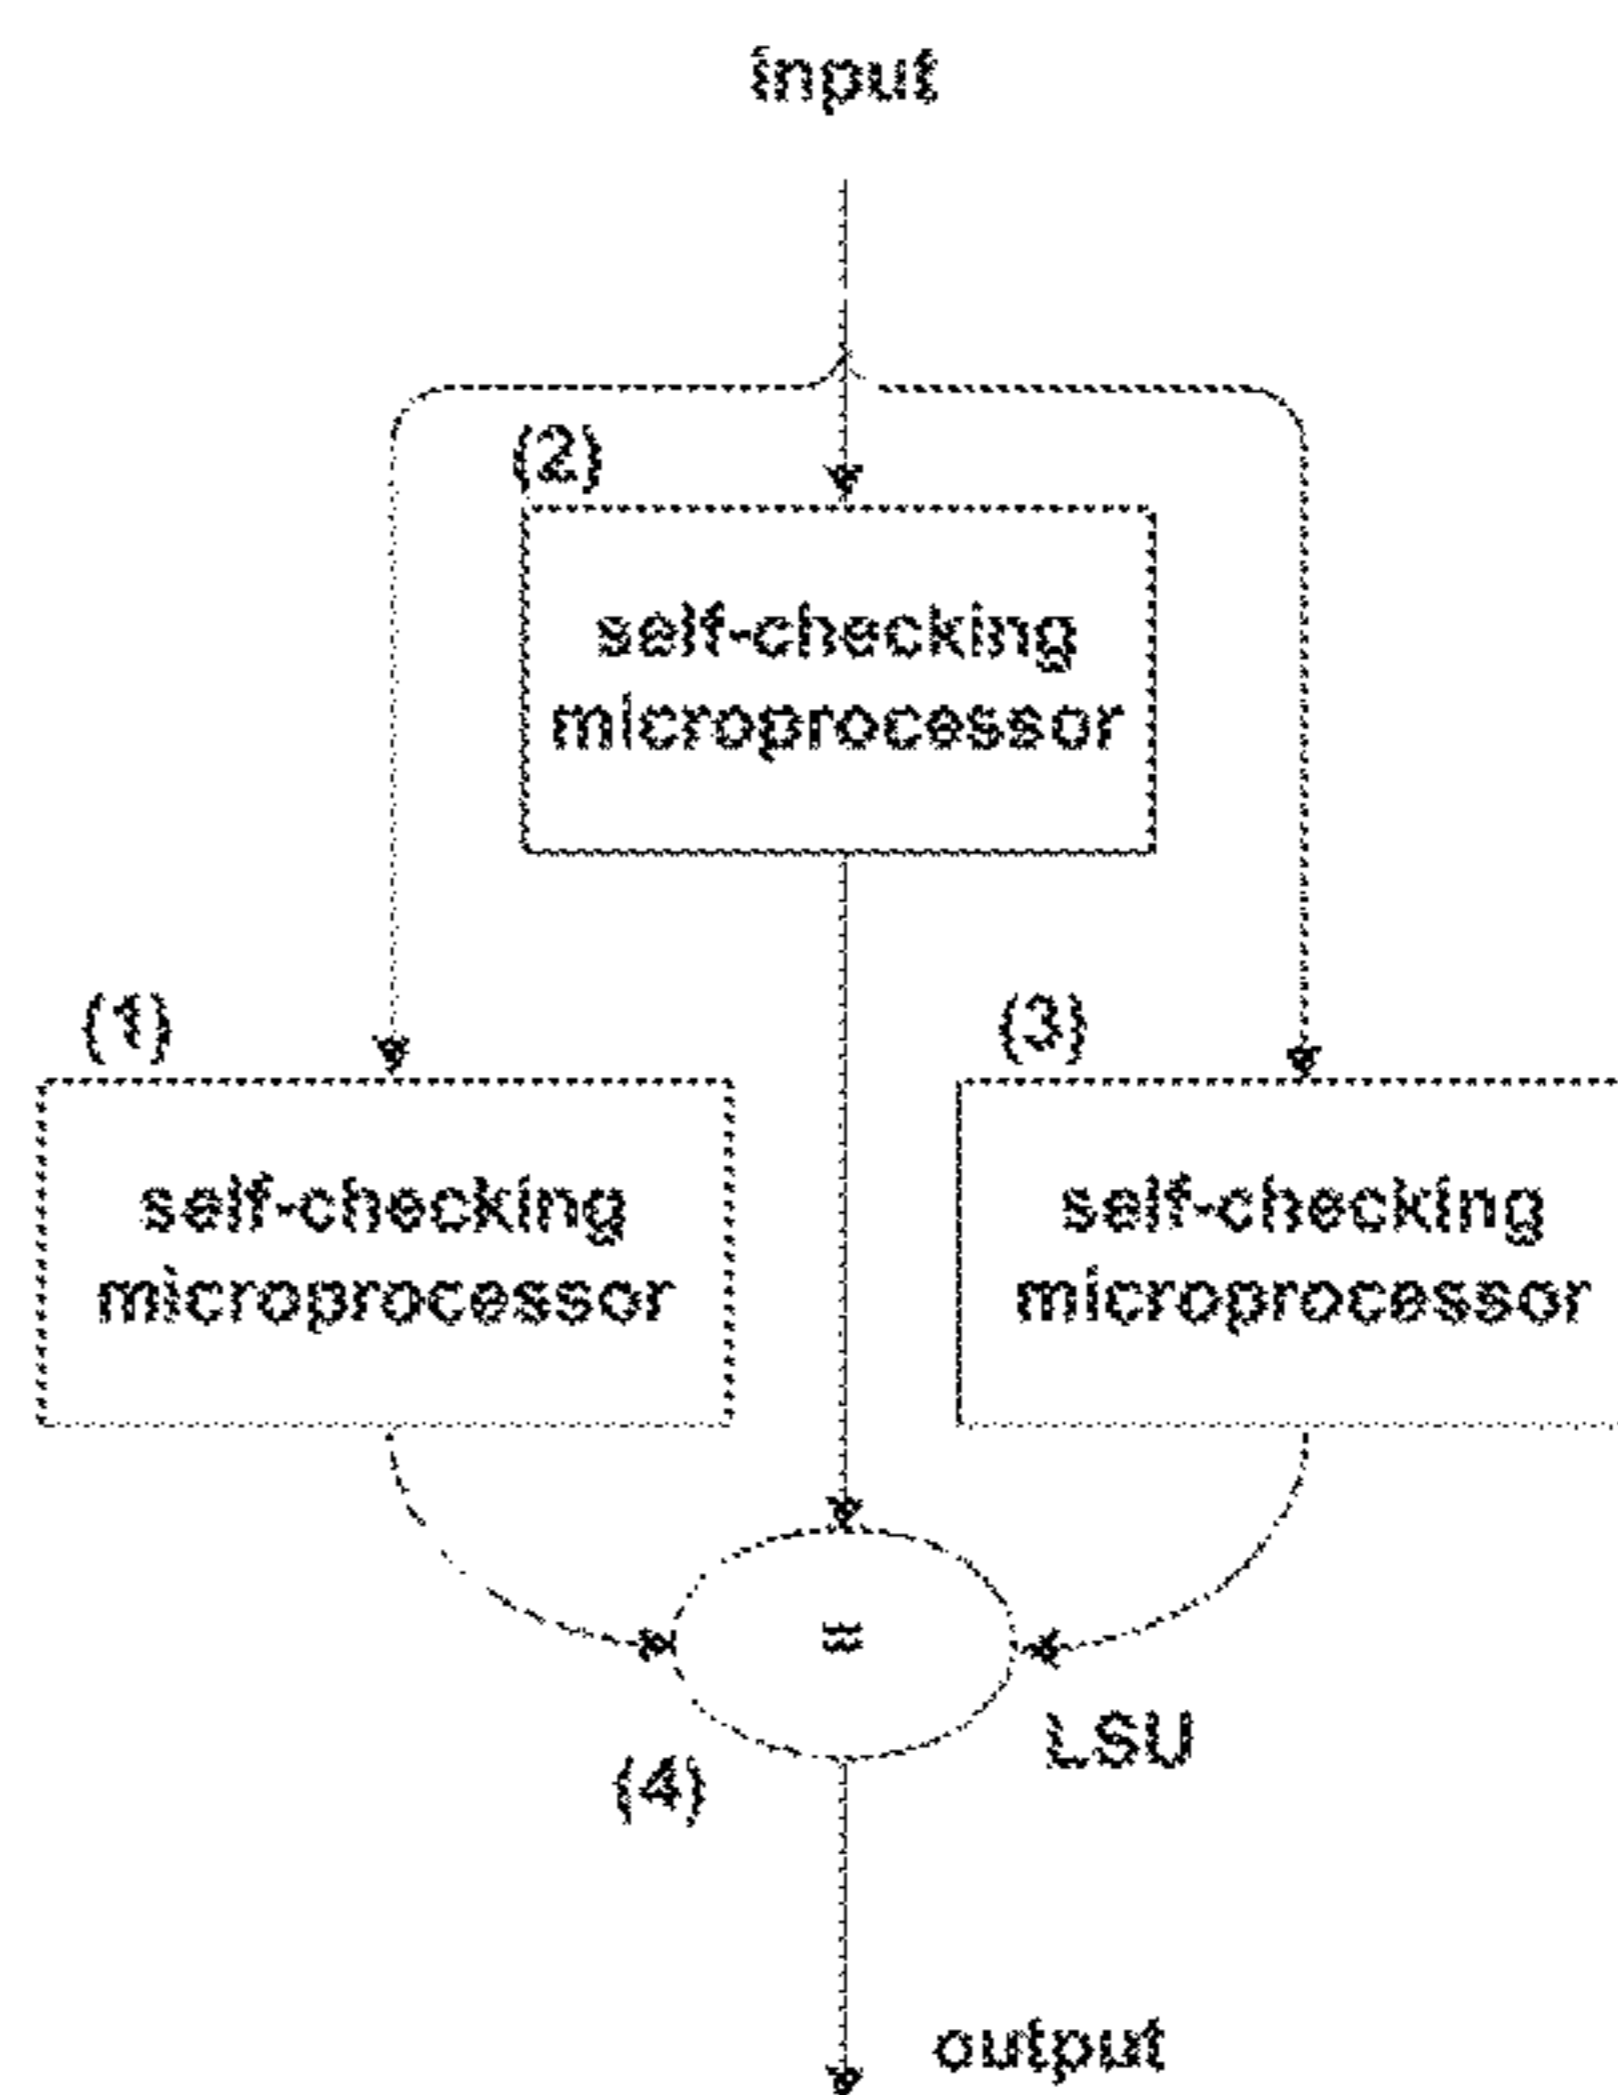 input
(2)
self-checking
microprocessor
(1)
self-checking
microprocessor
(3)
self-checking
microprocessor
=
LSU
(4)
output